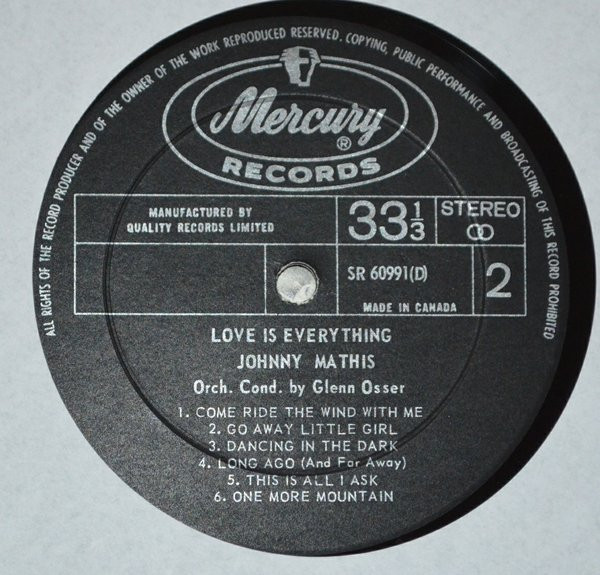 ALL RIGHTS OF THE RECORD PRODUCER AND OF THE OWNER OF THE WORK REPRODUCED RESERVED. COPYING, PUBLIC PERFORMANCE AND BROADCASTING OF THIS RECORD PROHIBITED
Mercury ®
RECORDS
MANUFACTURED BY
QUALITY RECORDS LIMITED
33 1/3
STEREO
SR 60991(D)
2
MADE IN CANADA
LOVE IS EVERYTHING
JOHNNY MATHIS
Orch. Cond. by Glenn Osser
1. COME RIDE THE WIND WITH ME
2. GO AWAY LITTLE GIRL
3. DANCING IN THE DARK
4. LONG AGO (And Far Away)
5. THIS IS ALL I ASK
6. ONE MORE MOUNTAIN